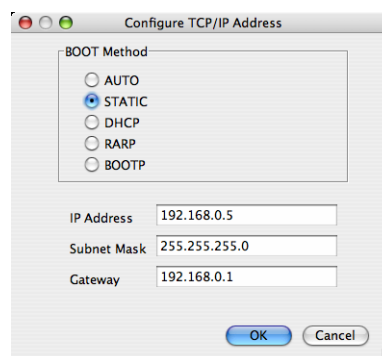 Configure TCP/IP Address
BOOT Method
AUTO
STATIC
DHCP
RARP
BOOTP
IP Address 192.168.0.5
Subnet Mask 255.255.255.0
Gateway 192.168.0.1
OK Cancel